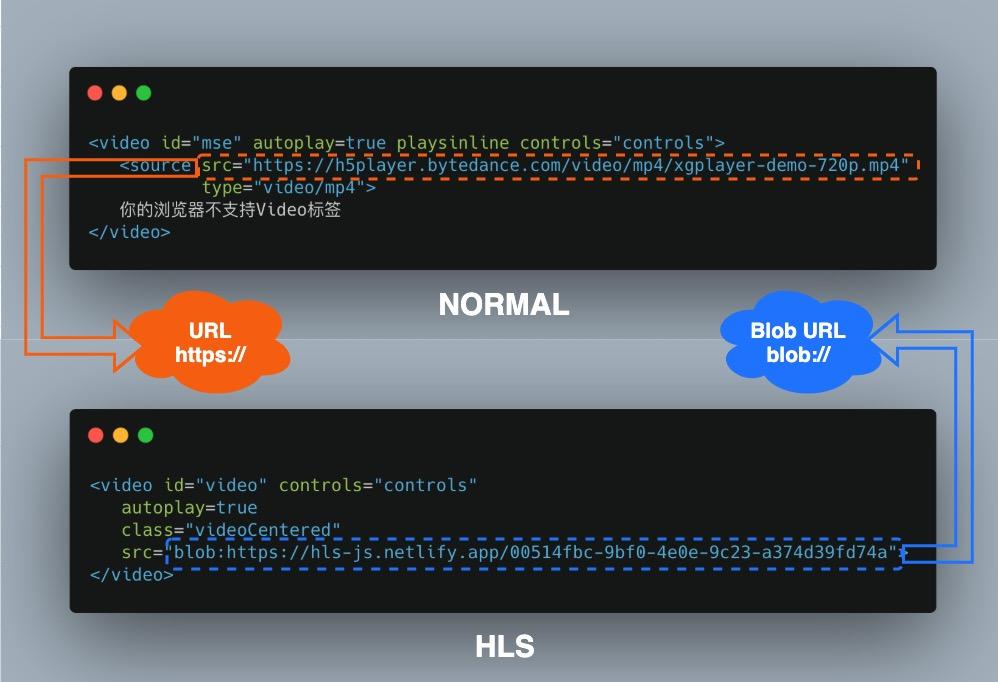 <video id="mse" autoplay=true playsinline controls="controls">
<source src="https://h5player.bytedance.com/video/mp4/xgplayer-demo-720p.mp4"
type="video/mp4">
你的浏览器不支持Video标签
</video>
NORMAL
URL
https://
Blob URL
blob://
<video id="video" controls="controls"
autoplay=true
class="videoCentered"
src="blob:https://hls-js.netlify.app/00514fbc-9bf0-4e0e-9c23-a374d39fd74a">
</video>
HLS